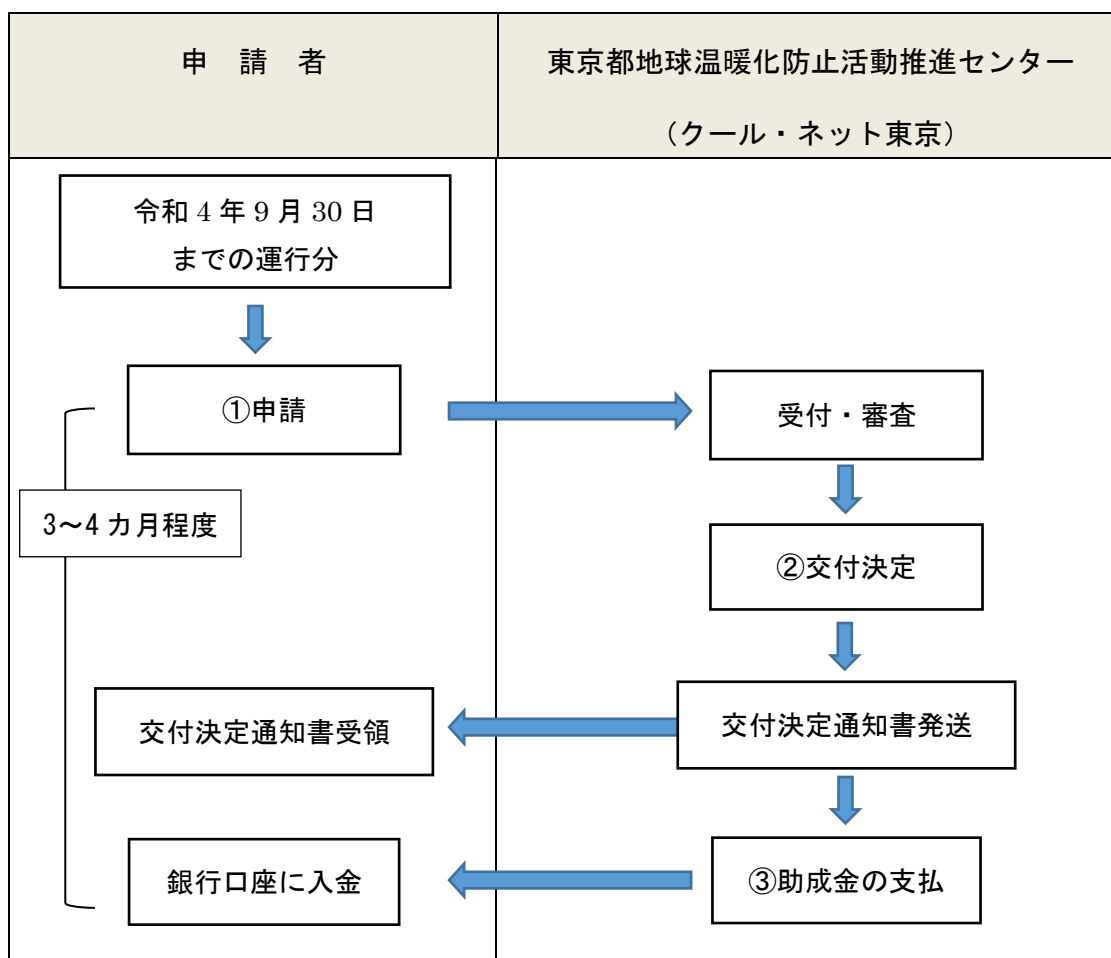 申 請 者
東京都地球温暖化防止活動推進センター
（クール・ネット東京）
令和 4 年 9 月 30 日
までの運行分
①申請
受付・審査
3～4 カ月程度
②交付決定
交付決定通知書受領
交付決定通知書発送
銀行口座に入金
③助成金の支払